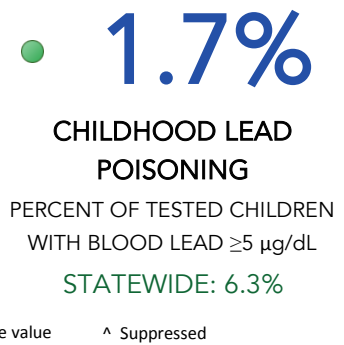 1.7%
CHILDHOOD LEAD
POISONING
PERCENT OF TESTED CHILDREN
WITH BLOOD LEAD ≥5 µg/dL
STATEWIDE: 6.3%
value ^ Suppressed